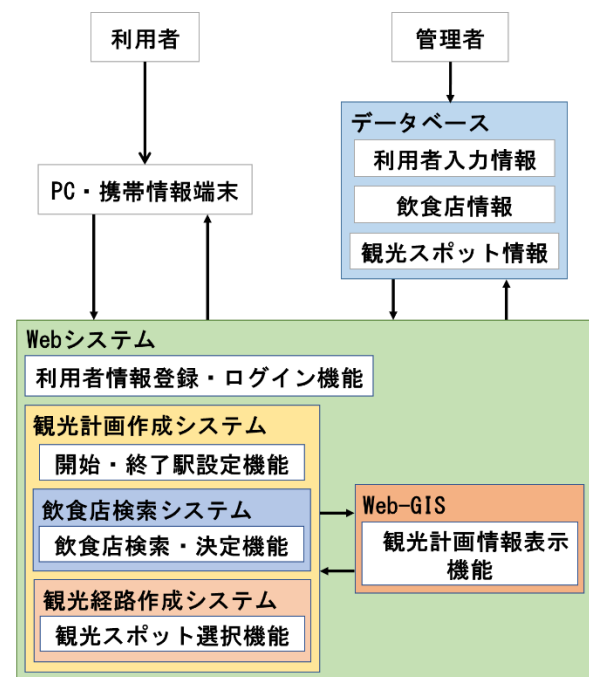 利用者
管理者
データベース
利用者入力情報
飲食店情報
観光スポット情報
PC・携帯情報端末
Webシステム
利用者情報登録・ログイン機能
観光計画作成システム
開始・終了駅設定機能
飲食店検索システム
飲食店検索・決定機能
観光経路作成システム
観光スポット選択機能
Web-GIS
観光計画情報表示
機能